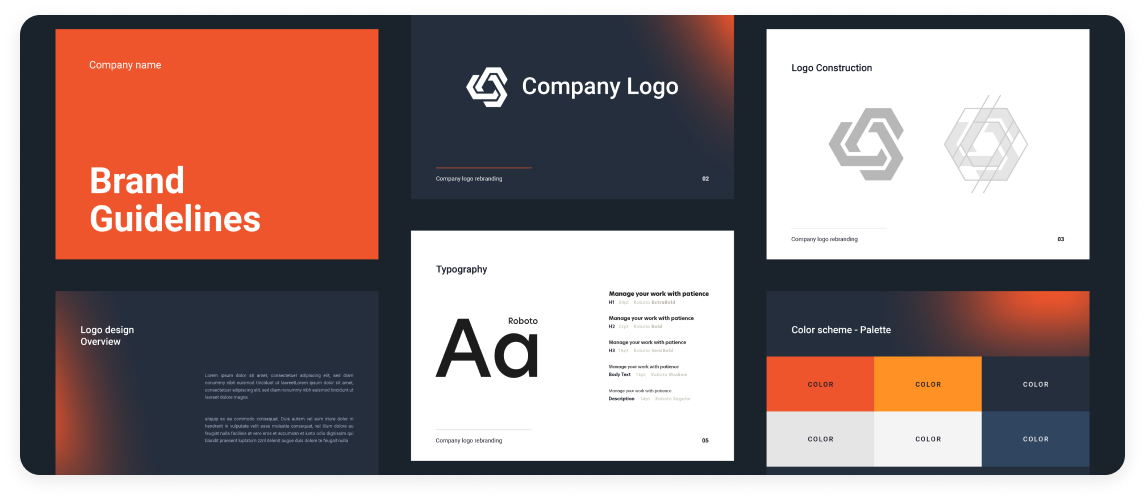 Company name
Brand
Guidelines
Company Logo
Company logo rebranding
02
Logo Construction
Company logo rebranding
03
Logo design
Overview
Lorem ipsum dolor sit amet, consectetuer adipiscing elit, sed diam
nonummy nibh euismod tincidunt ut laoreetLorem ipsum dolor sit amet,
consectetuer adipiscing elit, sed diam nonummy nibh euismod tincidunt ut
laoreet dolore magna
aliquip ex ea commodo consequat. Duis autem vel eum iriure dolor in
hendrerit in vulputate velit esse molestie consequat, vel illum dolore eu
feugiat nulla facilisis at vero eros et accumsan et iusto odio dignissim qui
blandit praesent luptatum zzril delenit augue duis dolore te feugait nulla
Typography
Roboto
Aa
Manage your work with patience
H1 Roboto ExtraBold
Manage your work with patience
H2 21pt Roboto Bold
Manage your work with patience
H3 Roboto SemiBold
Manage your work with patience
Body Text Roboto Medium
Manage your work with patience
Description 14pt Roboto Regular
Company logo rebranding
05
Color scheme - Palette
COLOR
COLOR
COLOR
COLOR
COLOR
COLOR